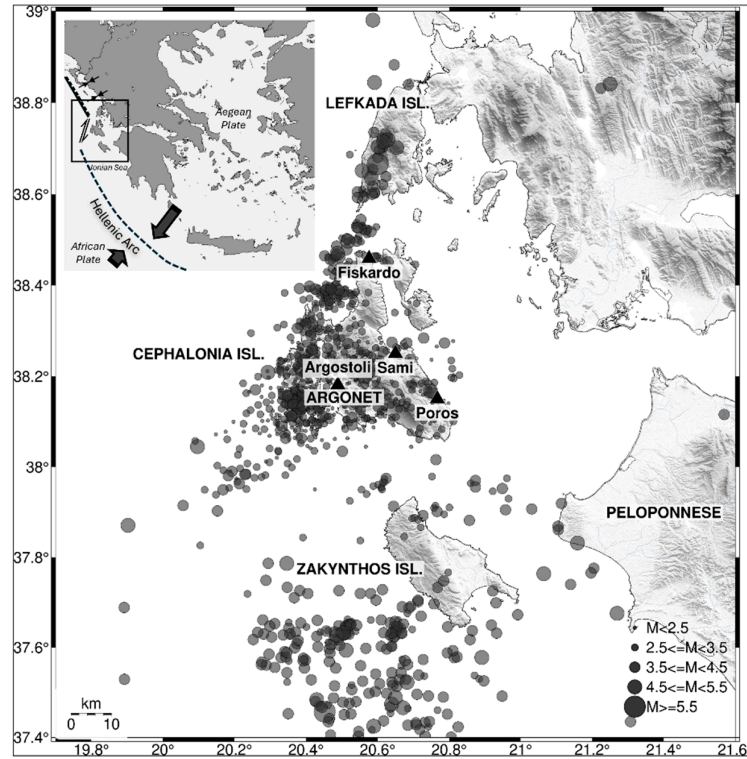 39°
38.8°
38.6°
38.4°
38.2°
38°
37.8°
37.6°
37.4°
Aegean
Plate
Ionian Sea
Hellenic Arc
African
Plate
LEFKADA ISL.
Fiskardo
CEPHALONIA ISL.
Argostoli
Sami
ARGONET
Poros
PELOPONNESE
ZAKYNTHOS ISL.
M<2.5
2.5<=M<3.5
3.5<=M<4.5
4.5<=M<5.5
M>=5.5
km
0 10
19.8° 20° 20.2° 20.4° 20.6° 20.8° 21° 21.2° 21.4° 21.6